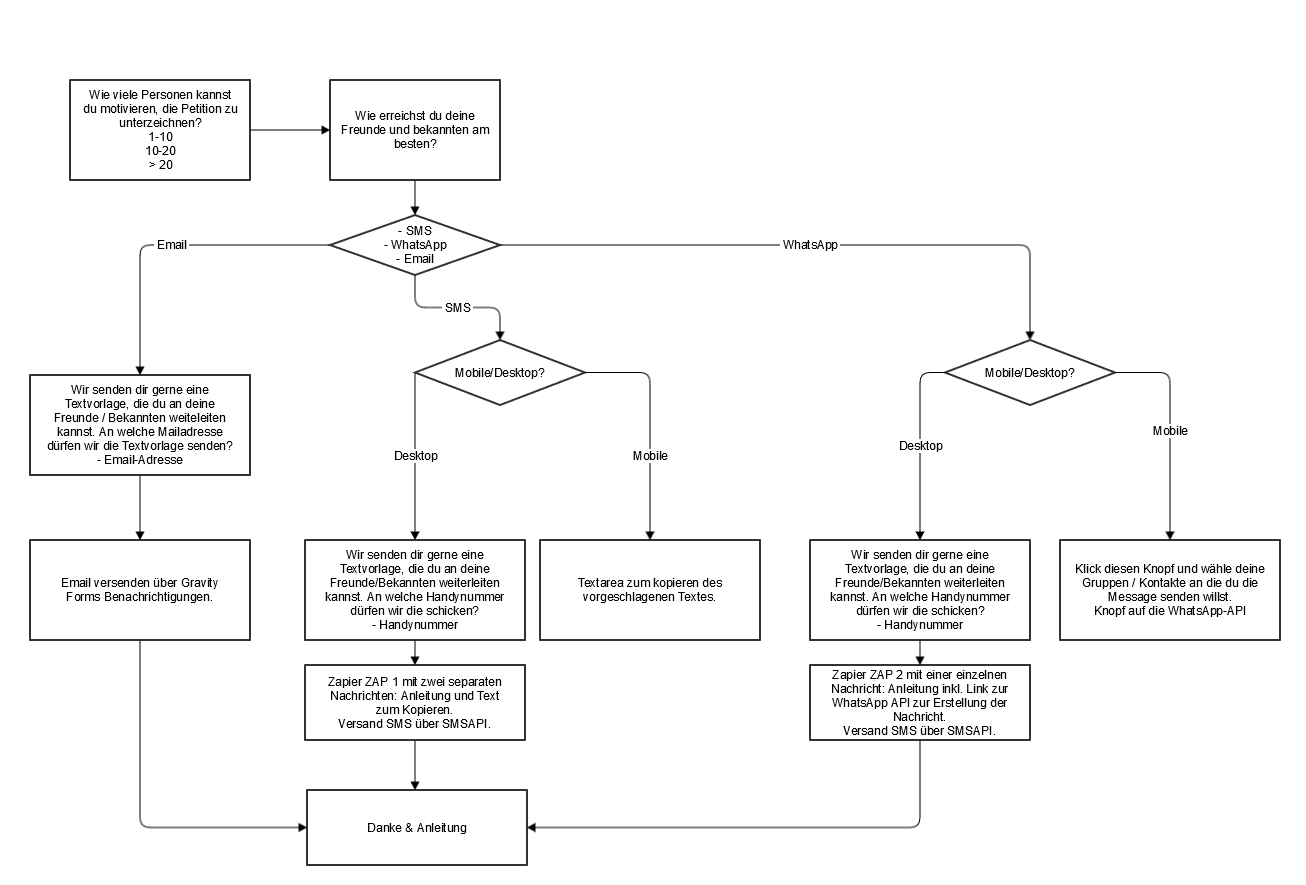 Wie viele Personen kannst
du motivieren, die Petition zu
unterzeichnen?
1-10
10-20
> 20
Wie erreichst du deine
Freunde und bekannten am
besten?
- SMS
- WhatsApp
- Email
Email
WhatsApp
SMS
Mobile/Desktop?
Mobile/Desktop?
Wir senden dir gerne eine
Textvorlage, die du an deine
Freunde / Bekannten weiteleiten
kannst. An welche Mailadresse
dürfen wir die Textvorlage senden?
- Email-Adresse
Desktop
Mobile
Desktop
Mobile
Email versenden über Gravity
Forms Benachrichtigungen.
Wir senden dir gerne eine
Textvorlage, die du an deine
Freunde/Bekannten weiterleiten
kannst. An welche Handynummer
dürfen wir die schicken?
- Handynummer
Textarea zum kopieren des
vorgeschlagenen Textes.
Wir senden dir gerne eine
Textvorlage, die du an deine
Freunde/Bekannten weiterleiten
kannst. An welche Handynummer
dürfen wir die schicken?
- Handynummer
Klick diesen Knopf und wähle deine
Gruppen / Kontakte an die du die
Message senden willst.
Knopf auf die WhatsApp-API
Zapier ZAP 1 mit zwei separaten
Nachrichten: Anleitung und Text
zum Kopieren.
Versand SMS über SMSAPI.
Zapier ZAP 2 mit einer einzelnen
Nachricht: Anleitung inkl. Link zur
WhatsApp API zur Erstellung der
Nachricht.
Versand SMS über SMSAPI.
Danke & Anleitung